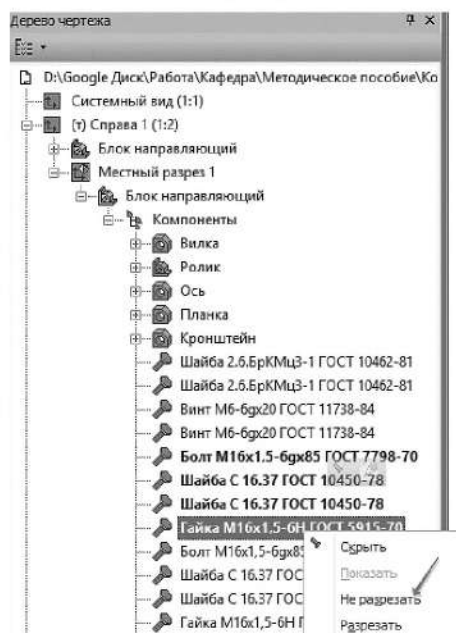 Дерево чертежа
D:\Google Диск\Работа\Кафедра\Методическое пособие\Ко
Системный вид (1:1)
(т) Справа 1 (1:2)
Блок направляющий
Местный разрез 1
Блок направляющий
Компоненты
Вилка
Ролик
Ось
Планка
Кронштейн
Шайба 2.6.БрКМц3-1 ГОСТ 10462-81
Шайба 2.6.БрКМц3-1 ГОСТ 10462-81
Винт М6-6gx20 ГОСТ 11738-84
Винт М6-6gx20 ГОСТ 11738-84
Болт М16х1,5-6gx85 ГОСТ 7798-70
Шайба С 16.37 ГОСТ 10450-78
Шайба С 16.37 ГОСТ 10450-78
Гайка М16х1,5-6Н ГОСТ 5915-70
Болт М16х1,5-6gx85
Скрыть
Шайба С 16.37 ГОС
Показать
Шайба С 16.37 ГОС
Не разрезать
Гайка М16х1,5-6Н Г
Разрезать